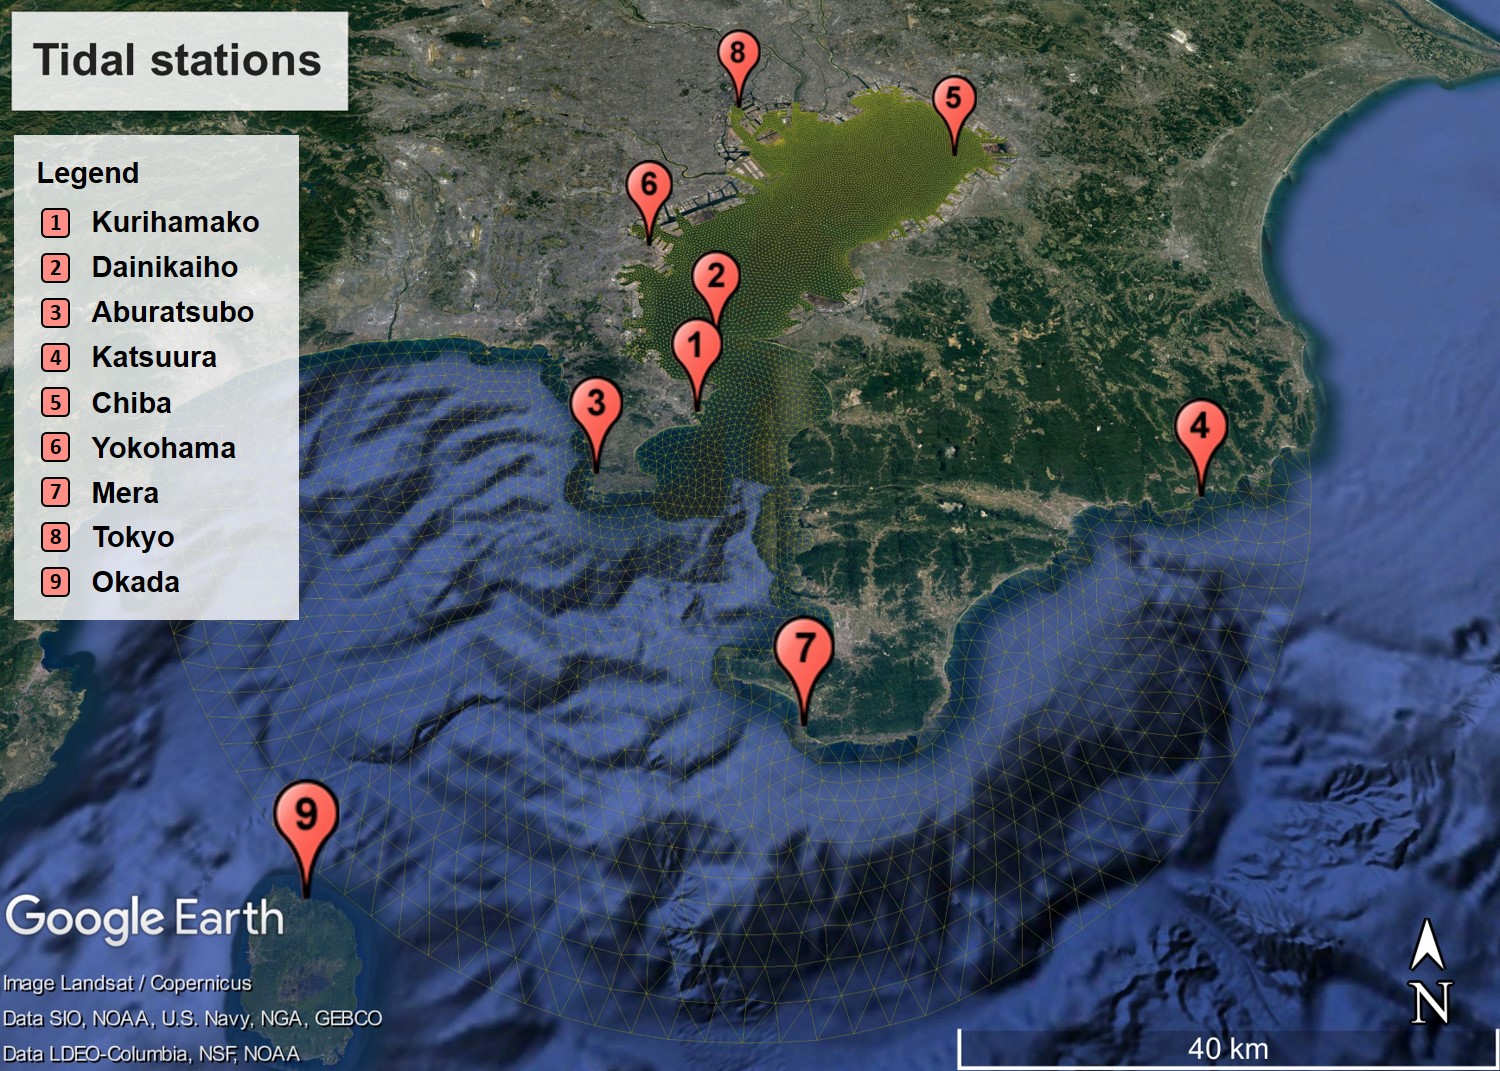 Tidal stations
Legend
1 Kurihamako
2 Dainikaiho
3 Aburatsubo
4 Katsuura
5 Chiba
6 Yokohama
7 Mera
8 Tokyo
9 Okada
8
5
6
2
1
3
4
7
9
Google Earth
Image Landsat / Copernicus
Data SIO, NOAA, U.S. Navy, NGA, GEBCO
Data LDEO-Columbia, NSF, NOAA
N
40 km